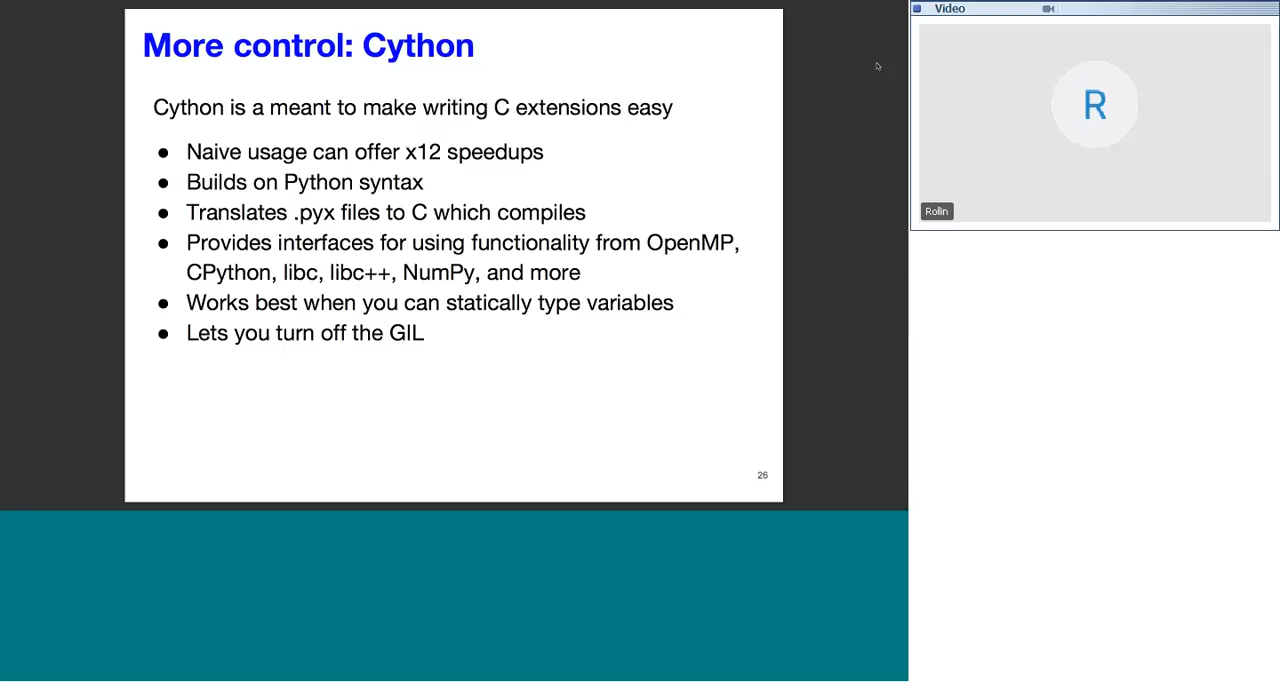 More control: Cython
Cython is a meant to make writing C extensions easy
● Naive usage can offer x12 speedups
● Builds on Python syntax
● Translates .pyx files to C which compiles
● Provides interfaces for using functionality from OpenMP,
CPython, libc, libc++, NumPy, and more
● Works best when you can statically type variables
● Lets you turn off the GIL
26
Video
R
Rolin